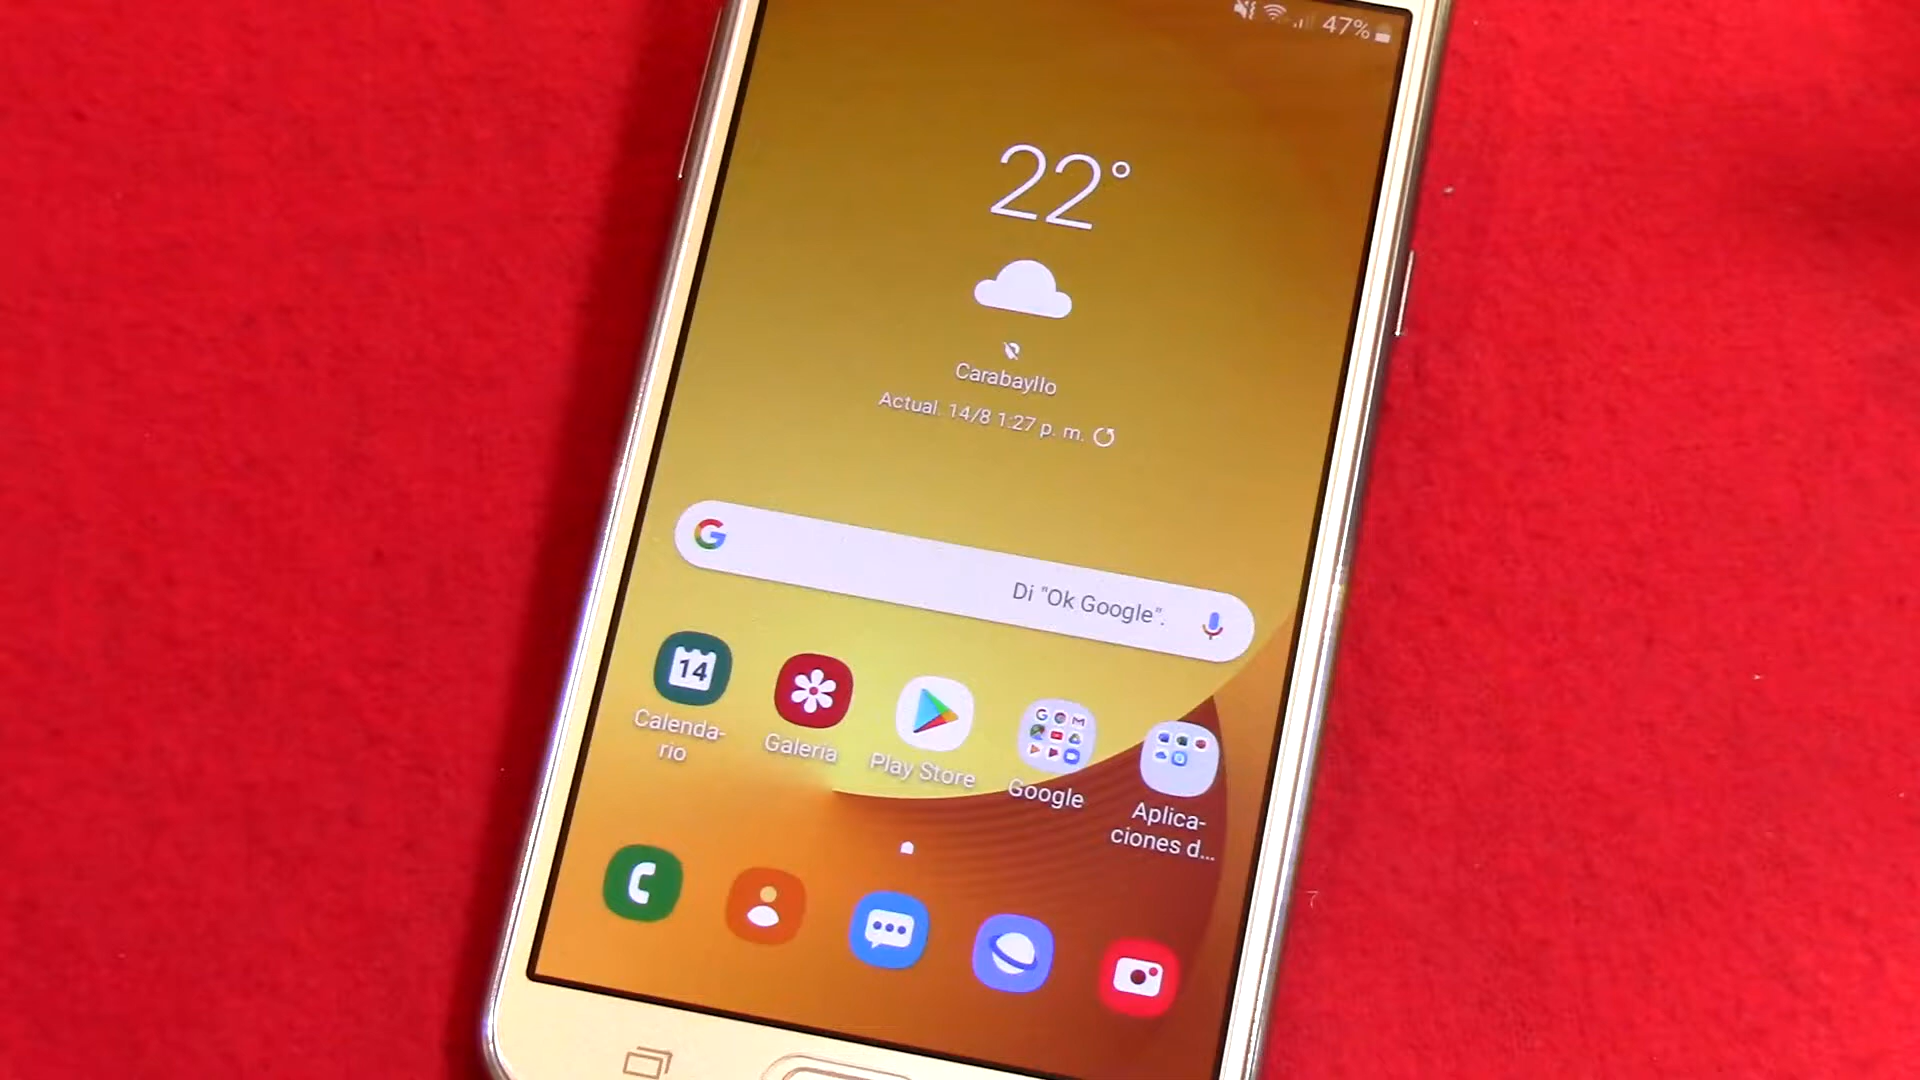 47%
22°
Carabayllo
Actual. 14/8 1:27 p. m.
G
Di "Ok Google".
14
Calenda-
rio
Galería
Play Store
Google
Aplica-
ciones d...